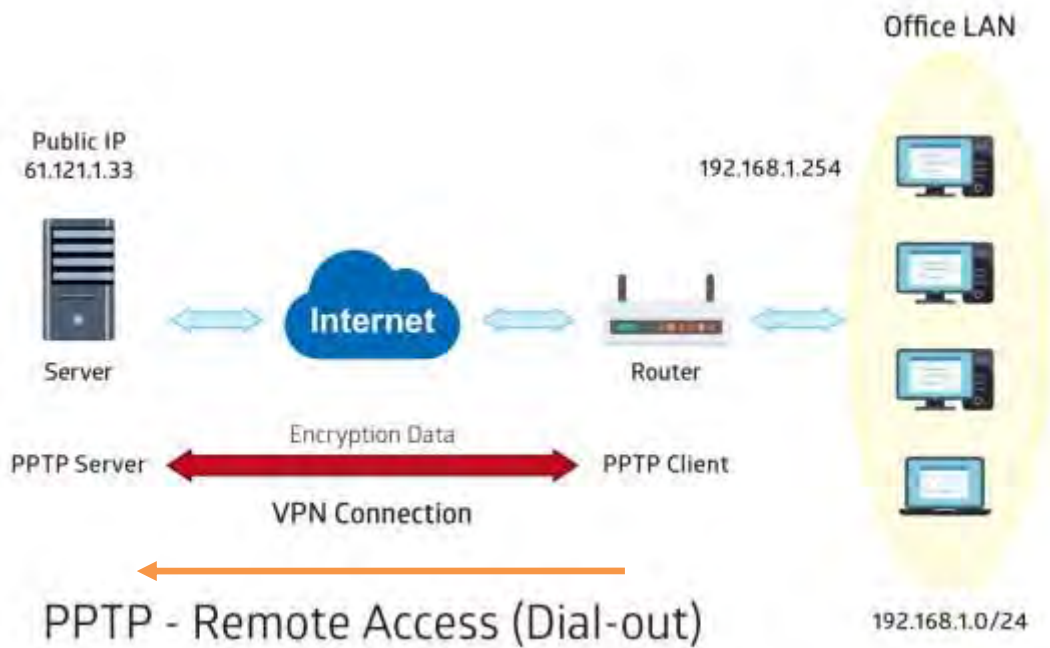 Office LAN
Public IP
61.121.1.33
192.168.1.254
Internet
Server
Router
Encryption Data
PPTP Server
PPTP Client
VPN Connection
PPTP - Remote Access (Dial-out)
192.168.1.0/24